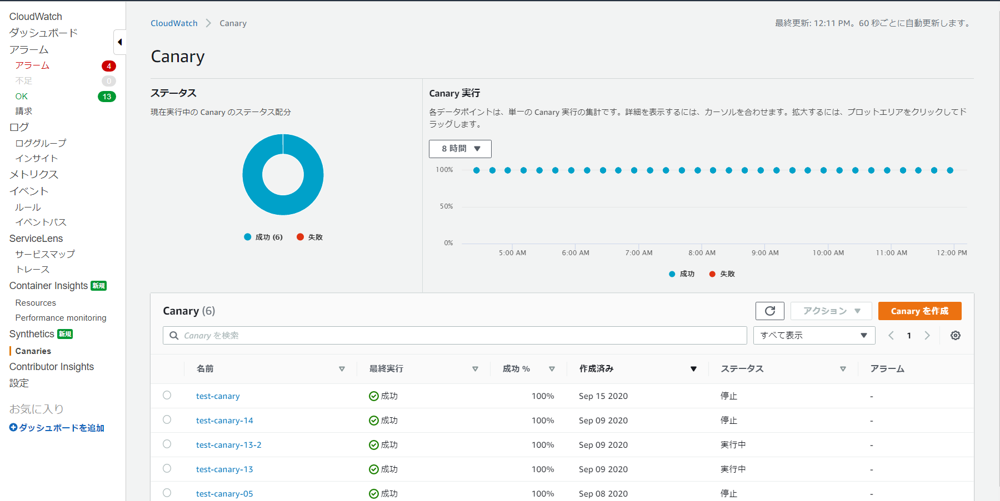 CloudWatch
ダッシュボード
アラーム
アラーム 4
不足 0
OK 13
請求
ログ
ロググループ
インサイト
メトリクス
イベント
ルール
イベントバス
ServiceLens
サービスマップ
トレース
Container Insights 新規
Resources
Performance monitoring
Synthetics 新規
Canaries
Contributor Insights
設定
お気に入り
ダッシュボードを追加
CloudWatch Canary
最終更新: 12:11 PM。60 秒ごとに自動更新します。
Canary
ステータス
現在実行中の Canary のステータス配分
成功 (6) 失敗
Canary 実行
各データポイントは、単一の Canary 実行の集計です。詳細を表示するには、カーソルを合わせます。拡大するには、プロットエリアをクリックしてド
ラッグします。
8 時間
100%
50%
0%
5:00 AM 6:00 AM 7:00 AM 8:00 AM 9:00 AM 10:00 AM 11:00 AM 12:00 PM
成功 失敗
Canary (6)
アクション
Canary を作成
Canary を検索
すべて表示
1
名前 最終実行 成功 % 作成済み ステータス アラーム
test-canary 成功 100% Sep 15 2020 停止 -
test-canary-14 成功 100% Sep 09 2020 停止 -
test-canary-13-2 成功 100% Sep 09 2020 実行中 -
test-canary-13 成功 100% Sep 09 2020 実行中 -
test-canary-05 成功 100% Sep 08 2020 停止 -